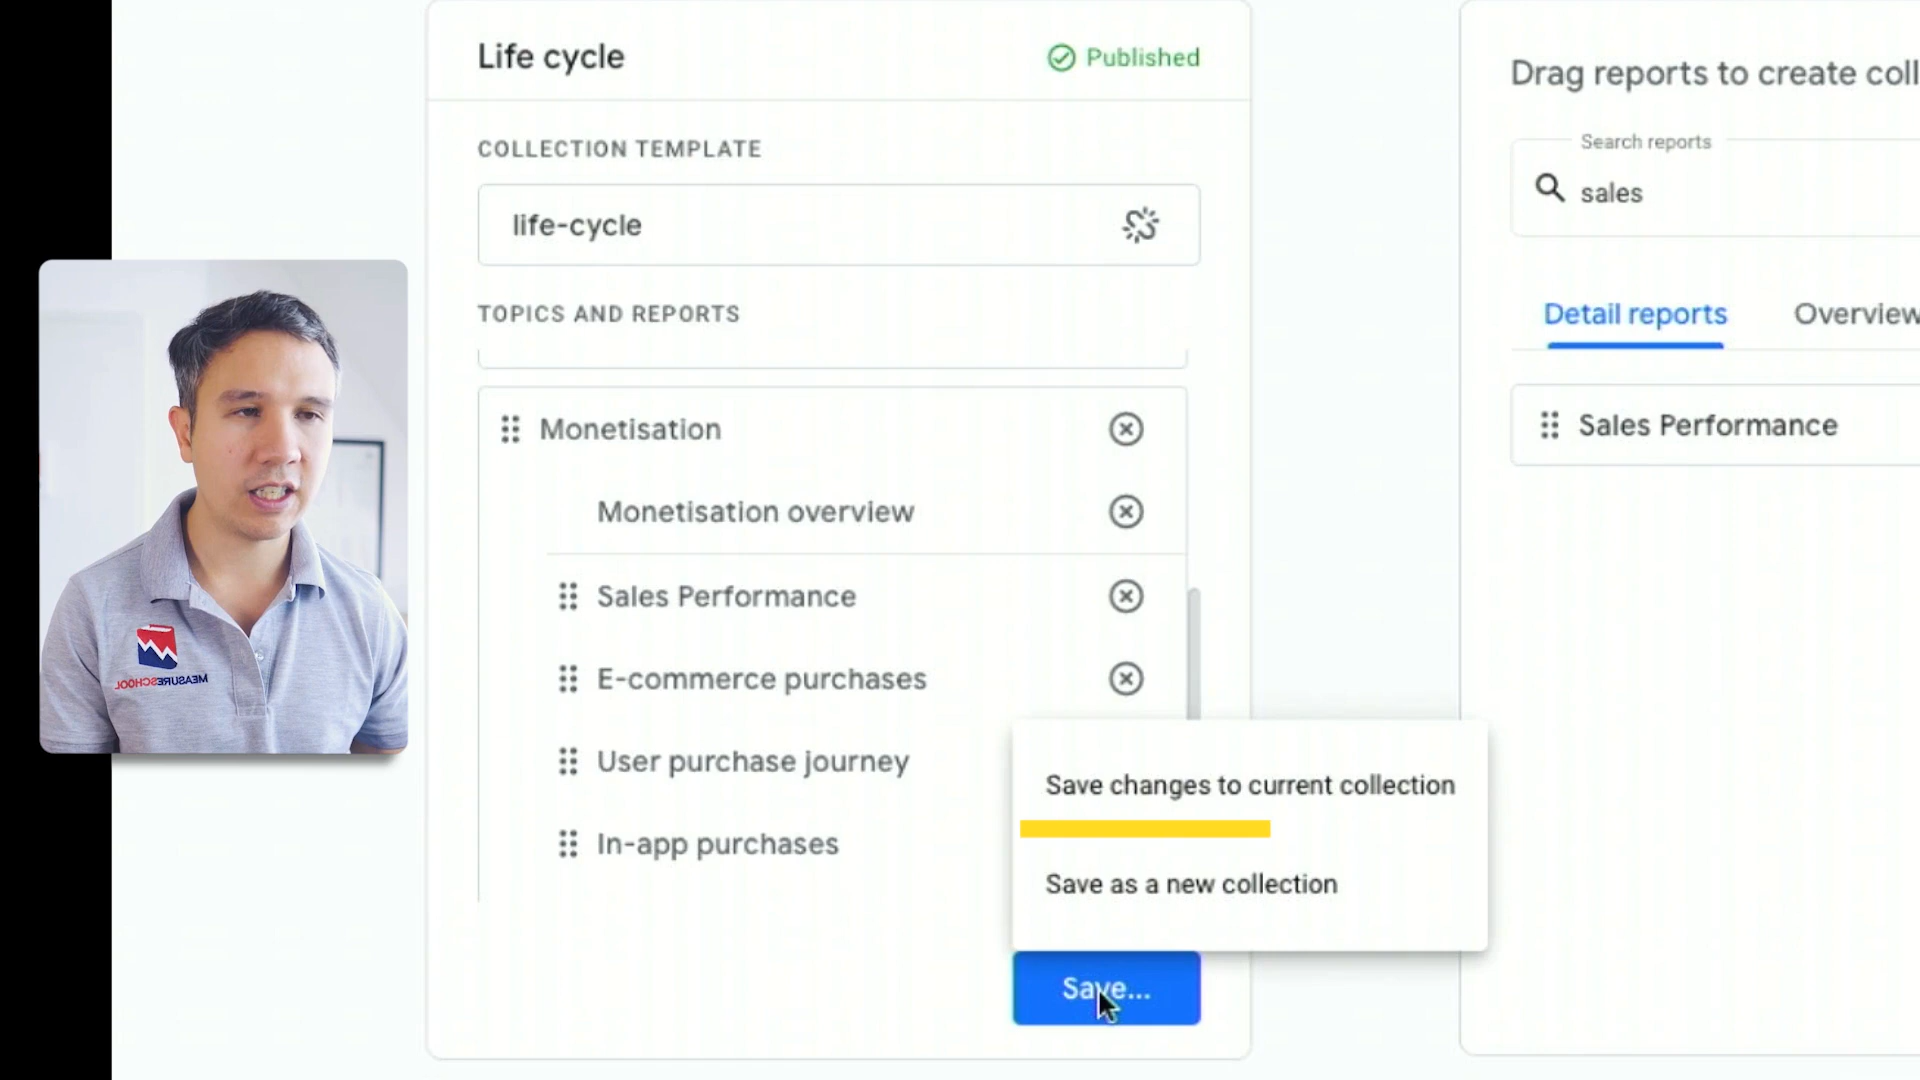 Life cycle
Published
COLLECTION TEMPLATE
life-cycle
TOPICS AND REPORTS
Monetisation
Monetisation overview
Sales Performance
E-commerce purchases
User purchase journey
In-app purchases
Save changes to current collection
Save as a new collection
Save...
Drag reports to create coll
Search reports
sales
Detail reports
Overview
Sales Performance
MEASURESCHOOL